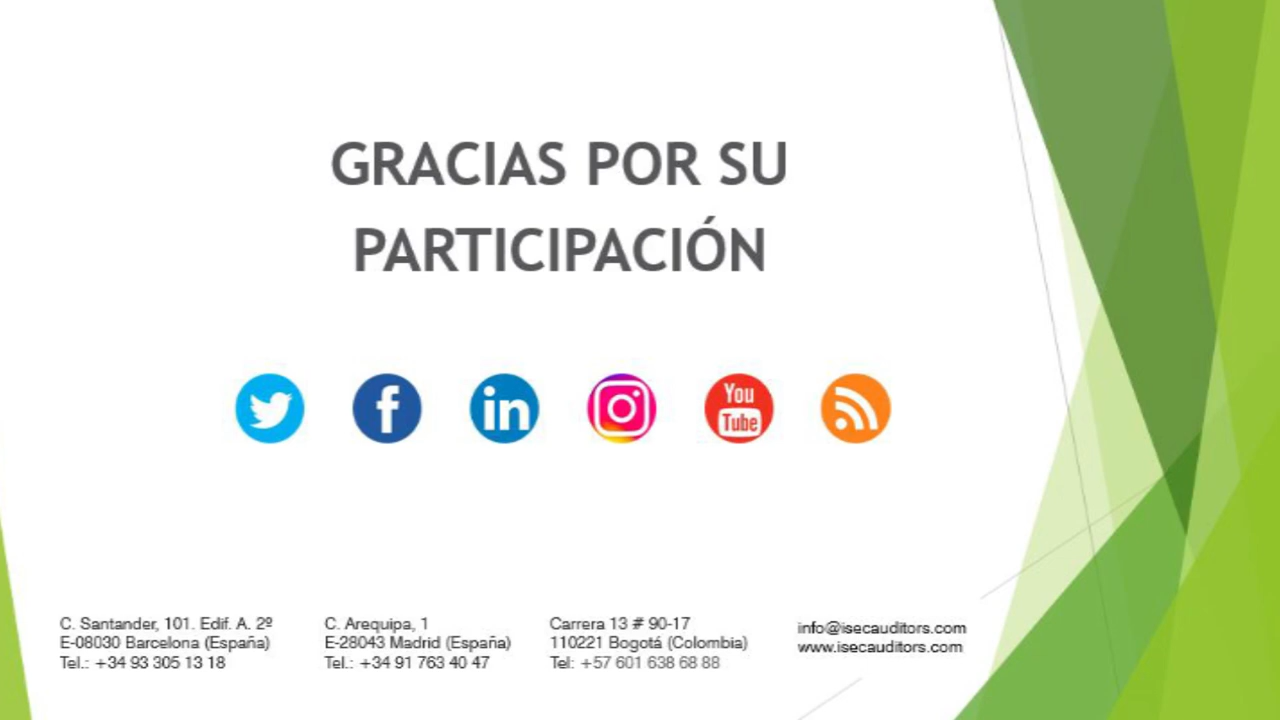 GRACIAS POR SU
PARTICIPACIÓN
f
in
You
Tube
C. Santander, 101. Edif. A. 2º
E-08030 Barcelona (España)
Tel.: +34 93 305 13 18
C. Arequipa, 1
E-28043 Madrid (España)
Tel.: +34 91 763 40 47
Carrera 13 # 90-17
110221 Bogotá (Colombia)
Tel: +57 601 638 68 88
info@isecauditors.com
www.isecauditors.com